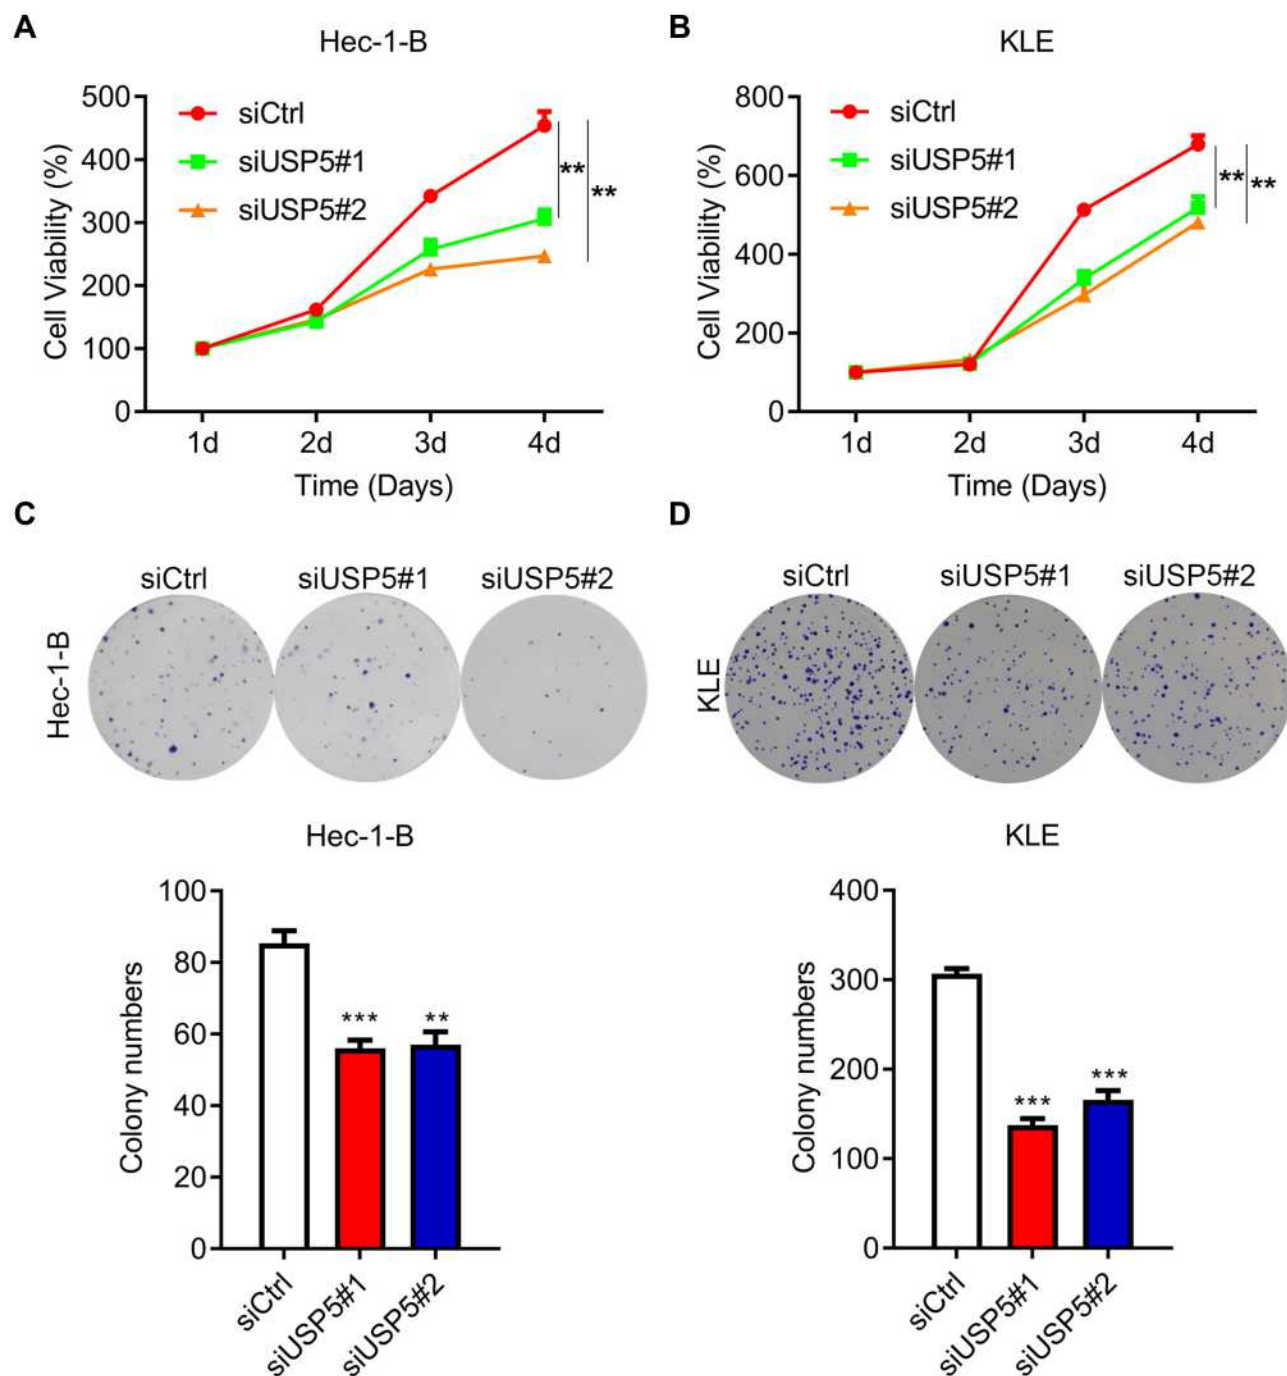 A
Hec-1-B
500
400
300
200
100
0
Cell Viability (%)
siCtrl
siUSP5#1
siUSP5#2
**
**
1d
2d
3d
4d
Time (Days)
B
KLE
800
600
400
200
0
Cell Viability (%)
siCtrl
siUSP5#1
siUSP5#2
**
**
1d
2d
3d
4d
Time (Days)
C
siCtrl
siUSP5#1
siUSP5#2
Hec-1-B
Hec-1-B
100
80
60
40
20
0
Colony numbers
***
**
siCtrl
siUSP5#1
siUSP5#2
D
siCtrl
siUSP5#1
siUSP5#2
KLE
KLE
400
300
200
100
0
Colony numbers
***
***
siCtrl
siUSP5#1
siUSP5#2